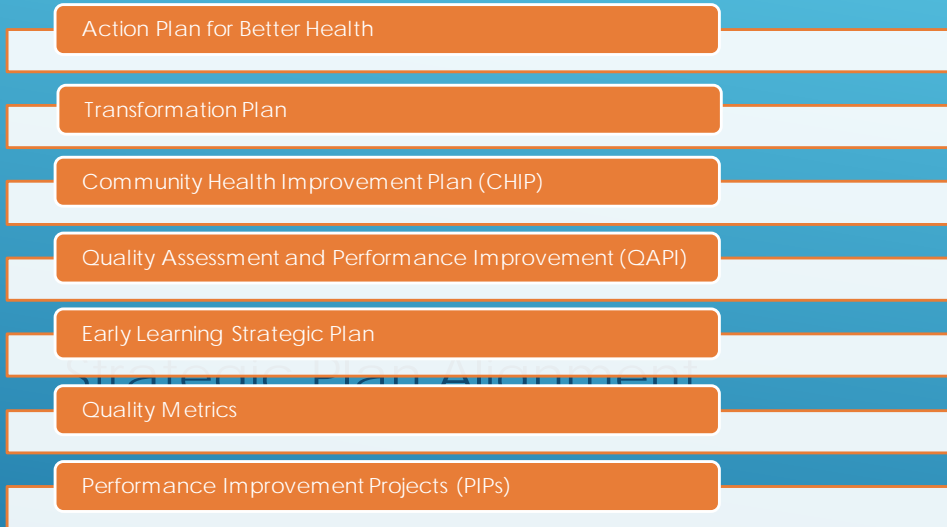 Action Plan for Better Health
Transformation Plan
Community Health Improvement Plan (CHIP)
Quality Assessment and Performance Improvement (QAPI)
Early Learning Strategic Plan
Strategic Plan Alignment
Quality Metrics
Performance Improvement Projects (PIPs)